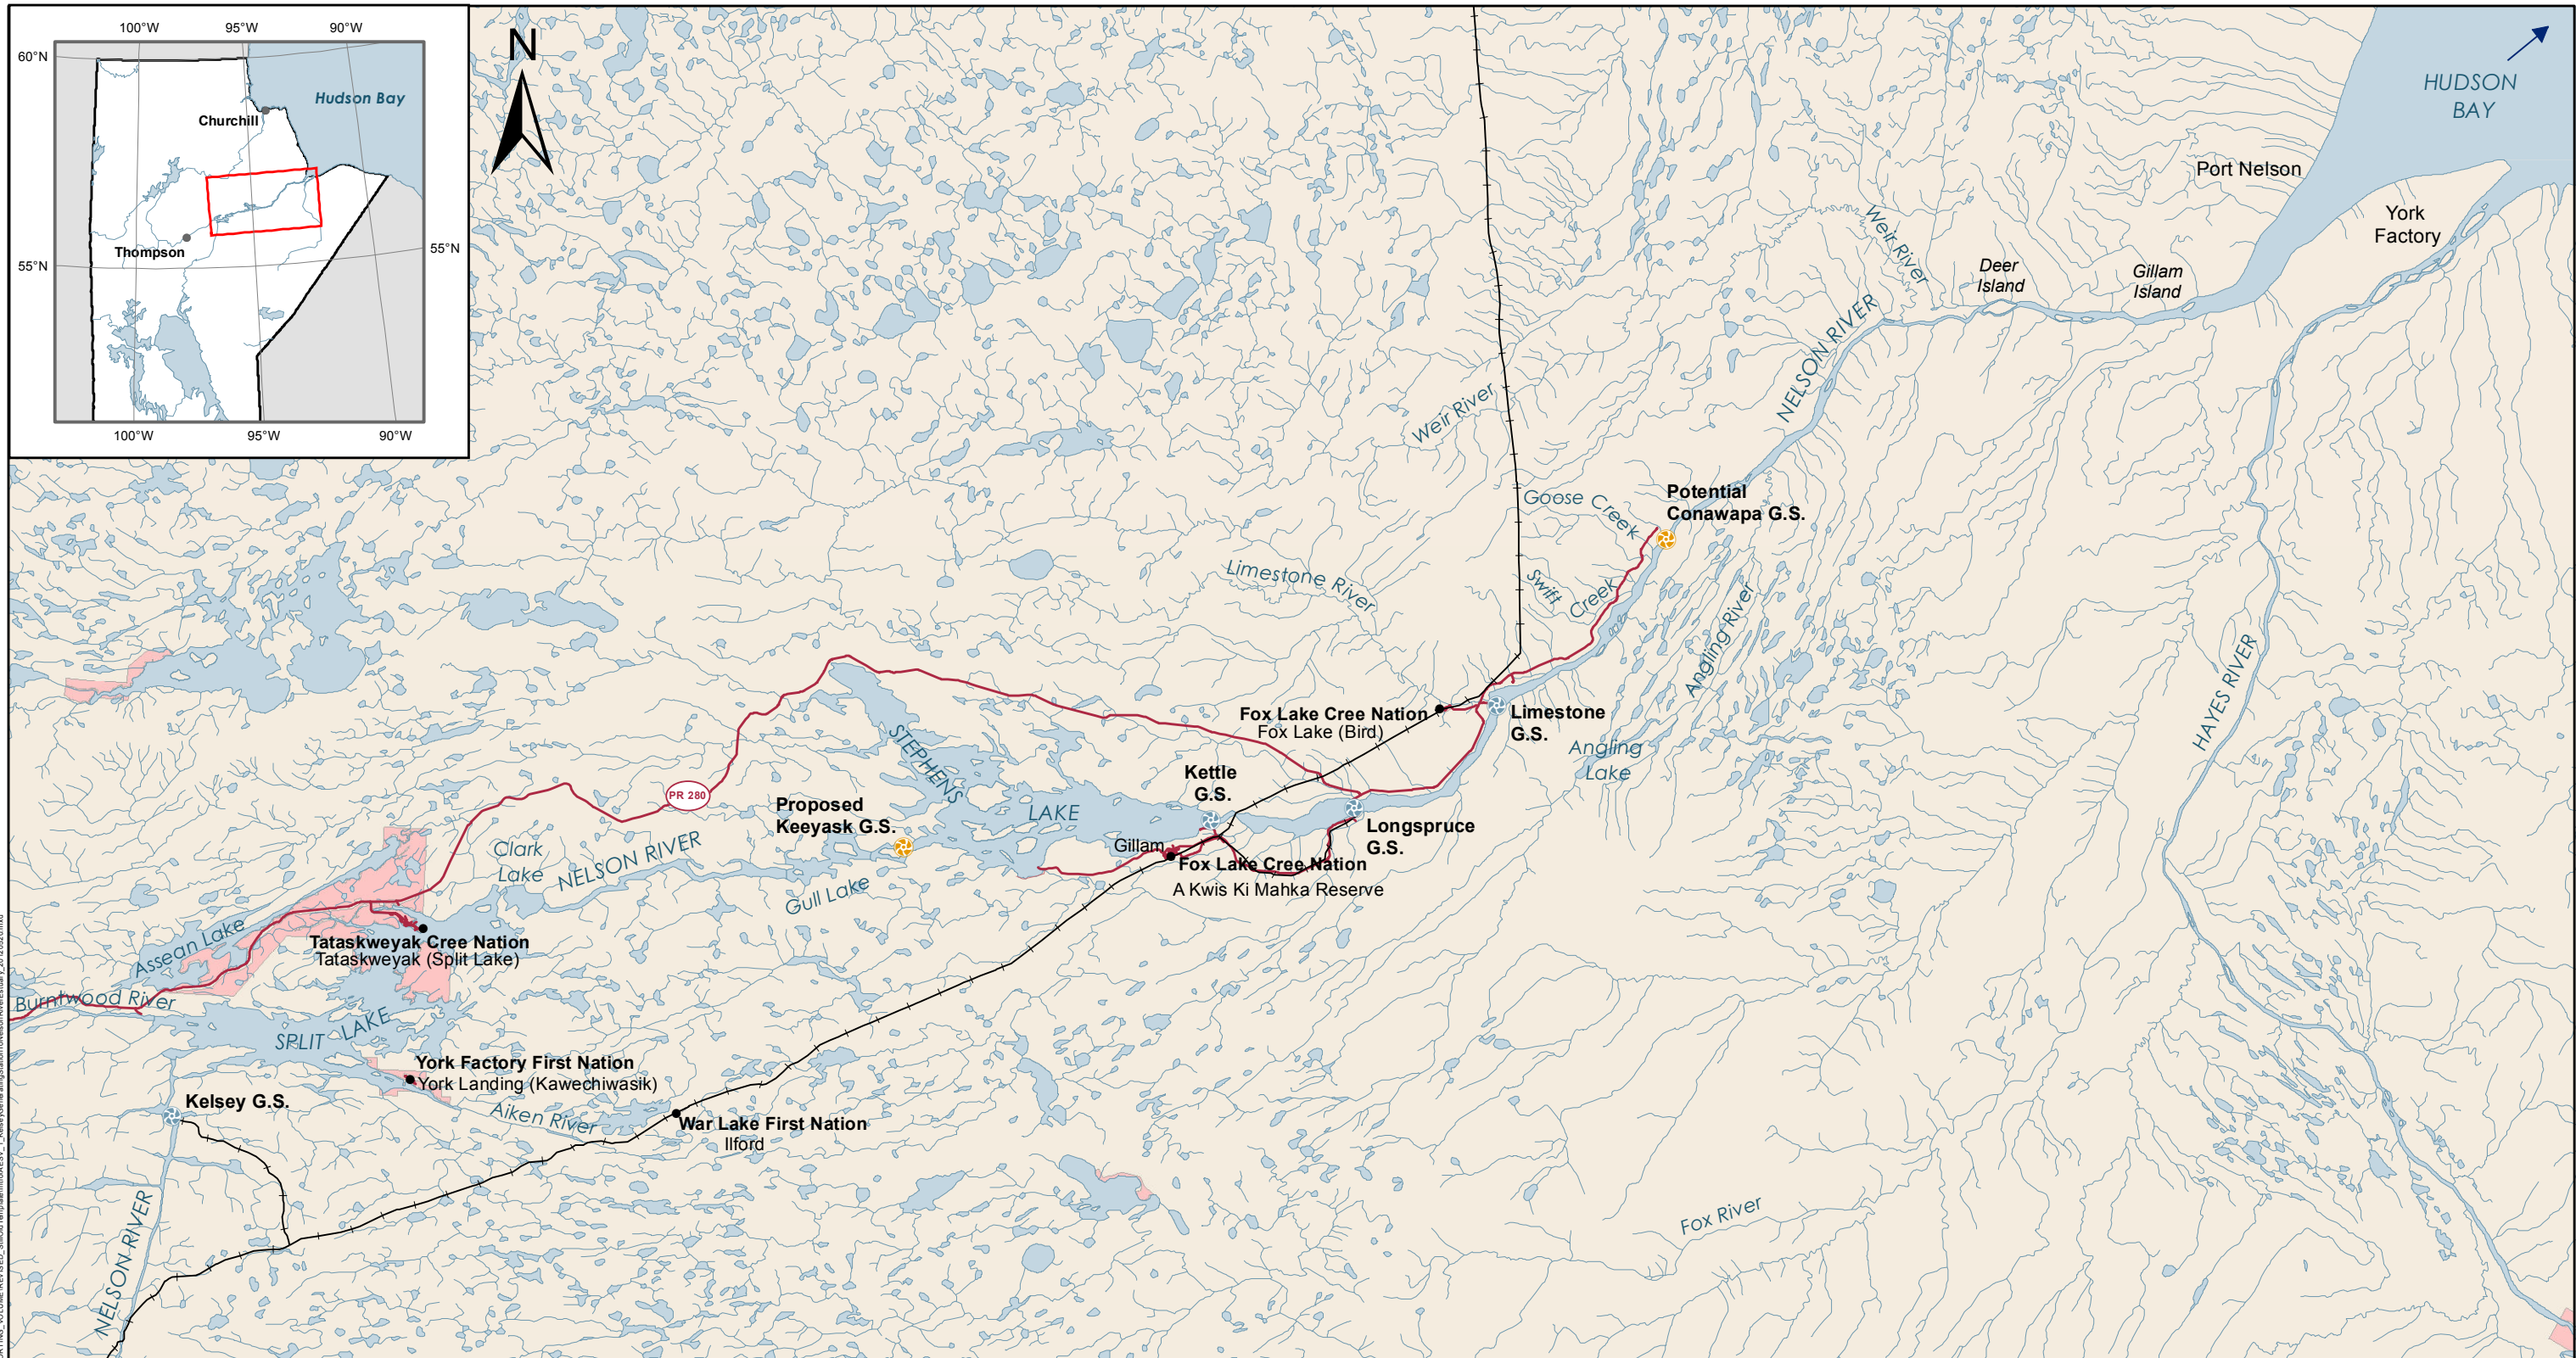 100°W
95°W
90°W
60°N
Hudson Bay
Churchill
Thompson
55°N
55°N
100°W
95°W
90°W
N
HUDSON
BAY
Port Nelson
York
Factory
Weir River
Deer
Island
Gillam
Island
NELSON RIVER
Weir River
Goose Creek
Potential
Conawapa G.S.
Limestone River
Swift
Creek
Angling River
HAYES RIVER
Fox Lake Cree Nation
Fox Lake (Bird)
Limestone
G.S.
Angling
Lake
STEPHENS
LAKE
Kettle
G.S.
PR 280
Proposed
Keeyask G.S.
Longspruce
G.S.
Gillam
Fox Lake Cree Nation
A Kwis Ki Mahka Reserve
Clark
Lake
NELSON RIVER
Gull Lake
Assean Lake
Tataskweyak Cree Nation
Tataskweyak (Split Lake)
Burntwood River
SPLIT LAKE
York Factory First Nation
York Landing (Kawechiwasik)
Kelsey G.S.
Aiken River
War Lake First Nation
Ilford
NELSON RIVER
Fox River